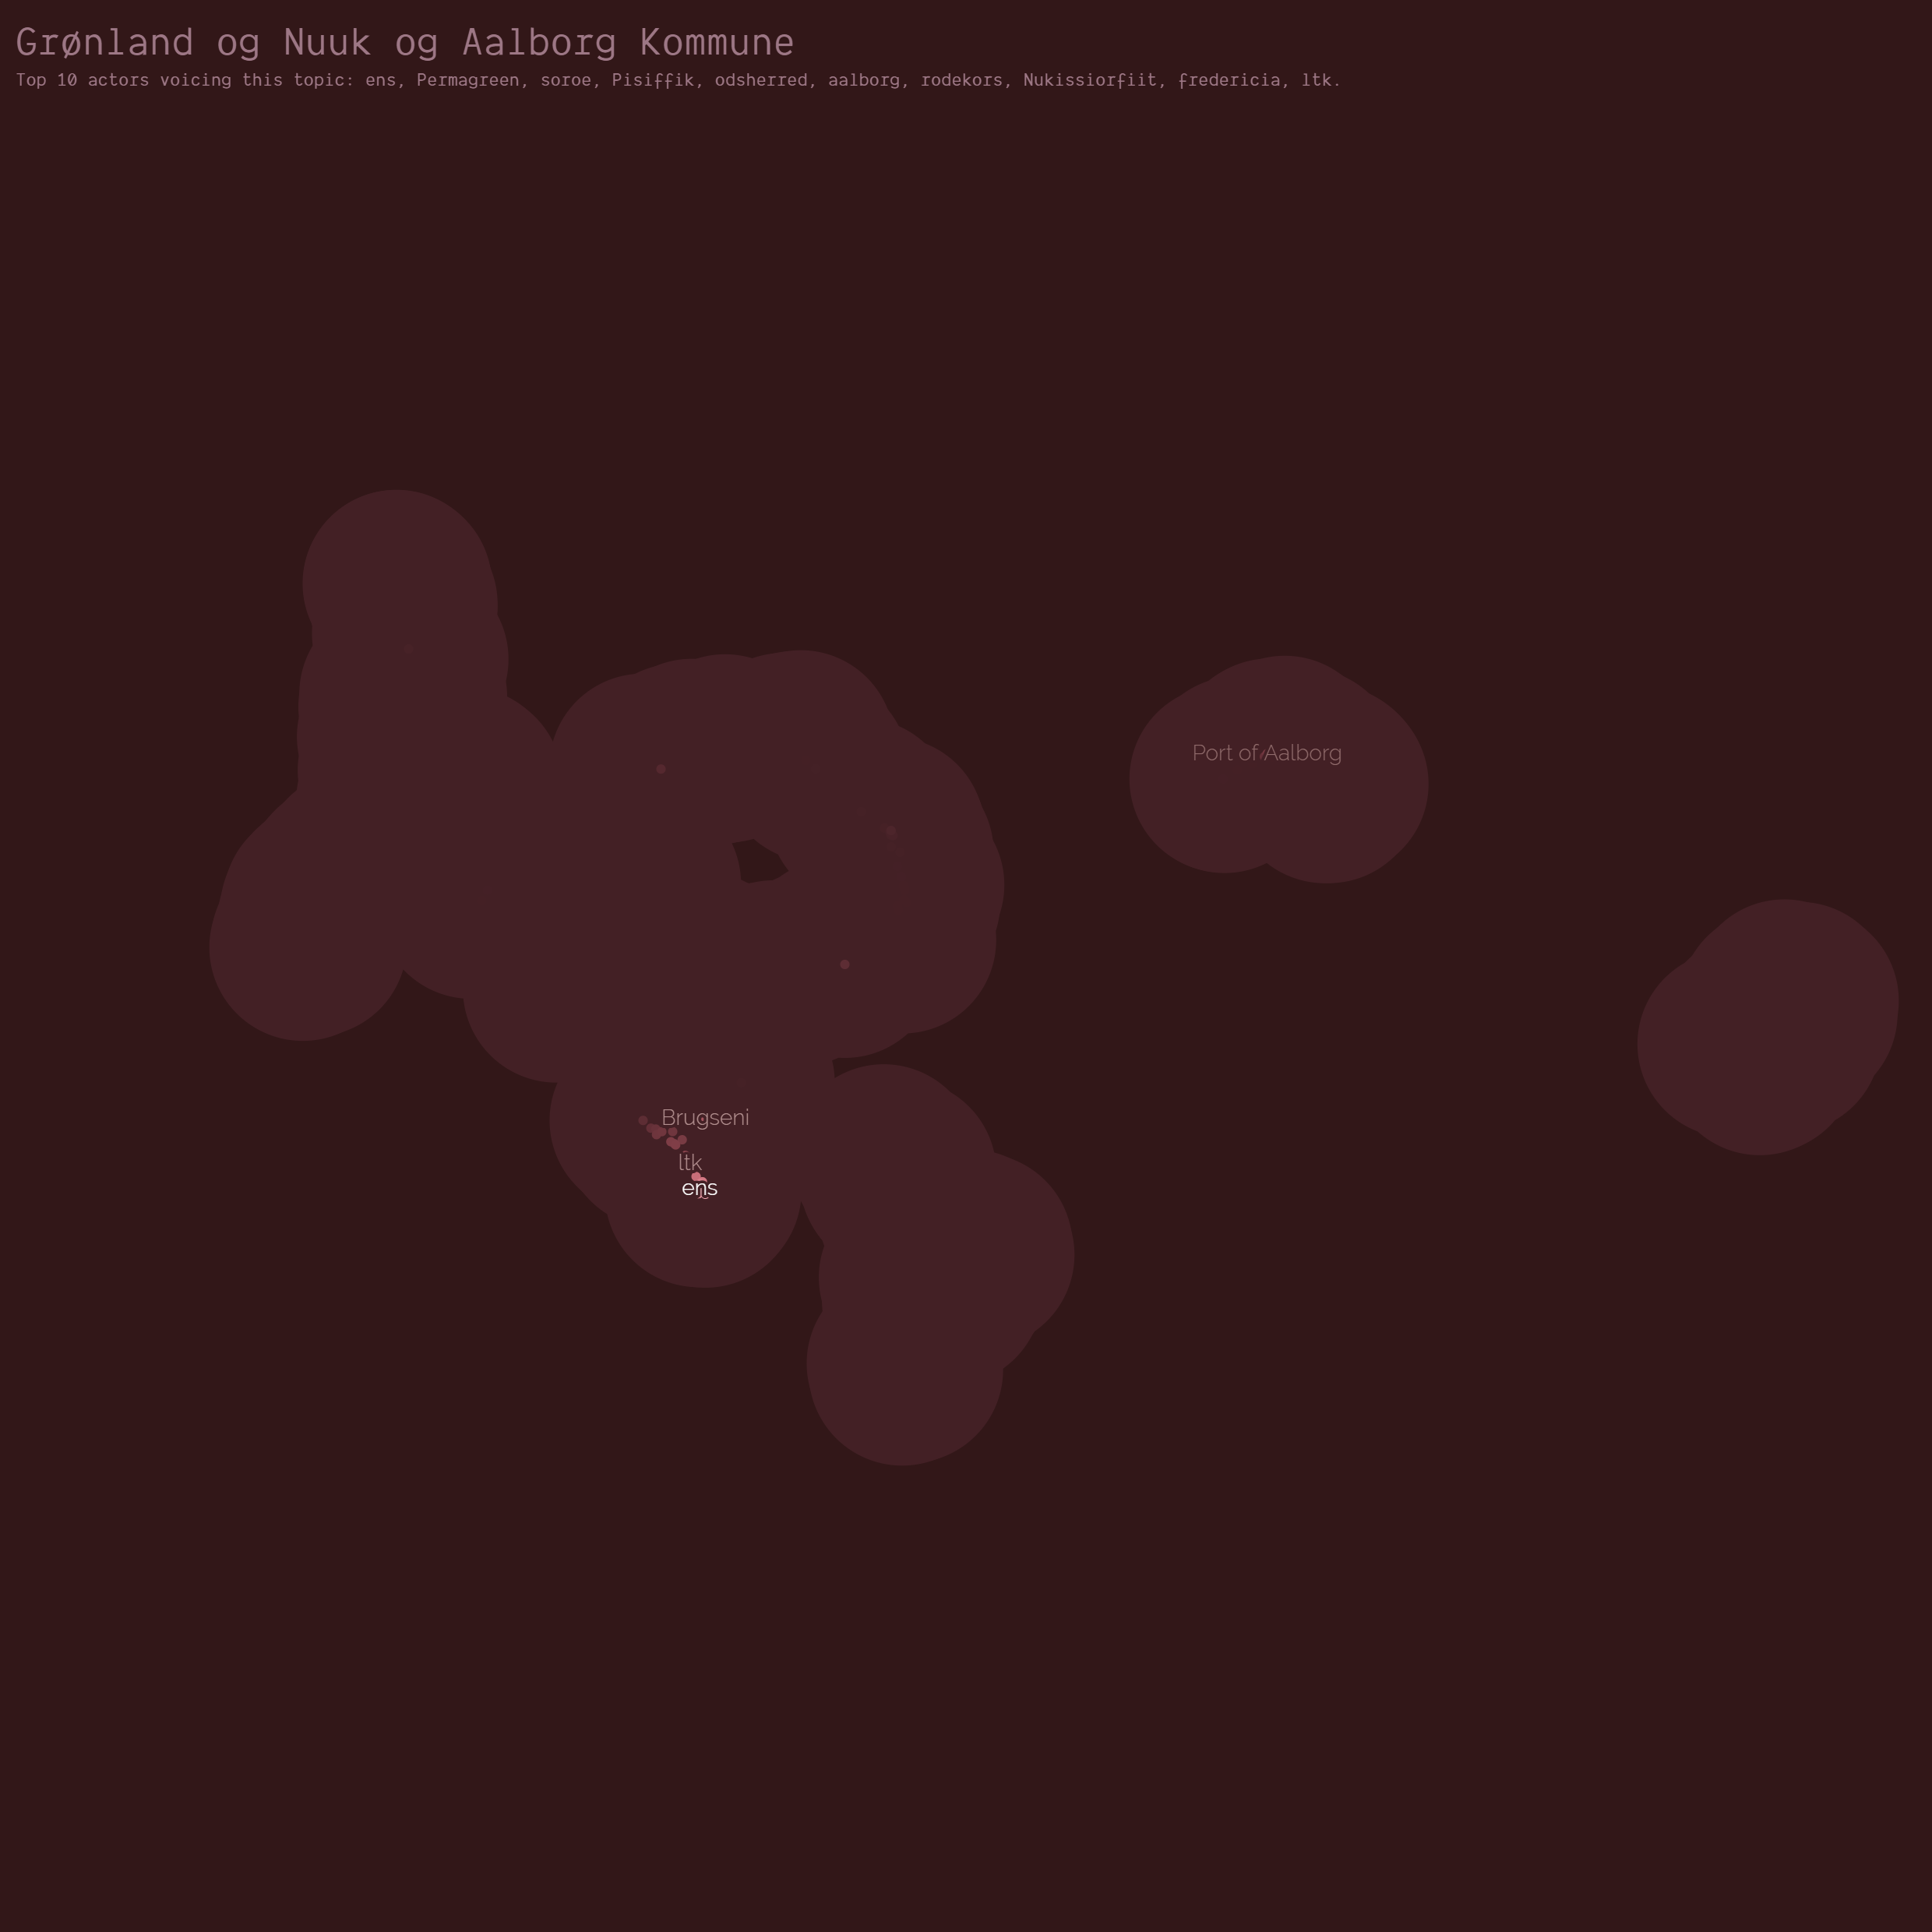 Grønland og Nuuk og Aalborg Kommune
Top 10 actors voicing this topic: ens, Permagreen, soroe, Pisiffik, odsherred, aalborg, rodekors, Nukissiorfiit, fredericia, ltk.
Port of Aalborg
Brugseni
ltk
ens